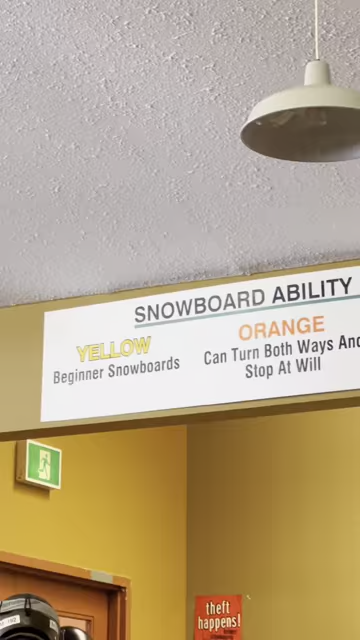 SNOWBOARD ABILITY
YELLOW
Beginner Snowboards
ORANGE
Can Turn Both Ways And
Stop At Will
theft
happens!